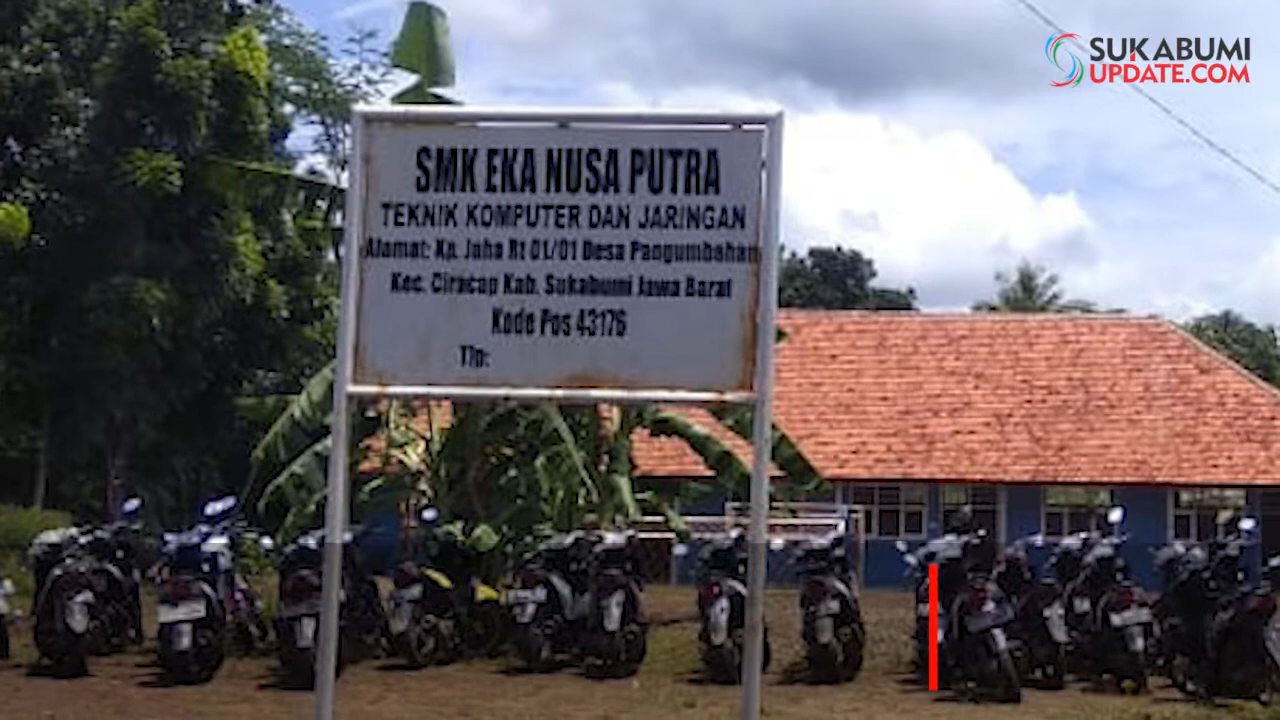 SUKABUMI
UPDATE.COM
SMK EKA NUSA PUTRA
TEKNIK KOMPUTER DAN JARINGAN
Alamat: Kp. Jaha Rt 01/01 Desa Pangumbahan
Kec. Ciracap Kab. Sukabumi Jawa Barat
Kode Pos 43176
Tlp: